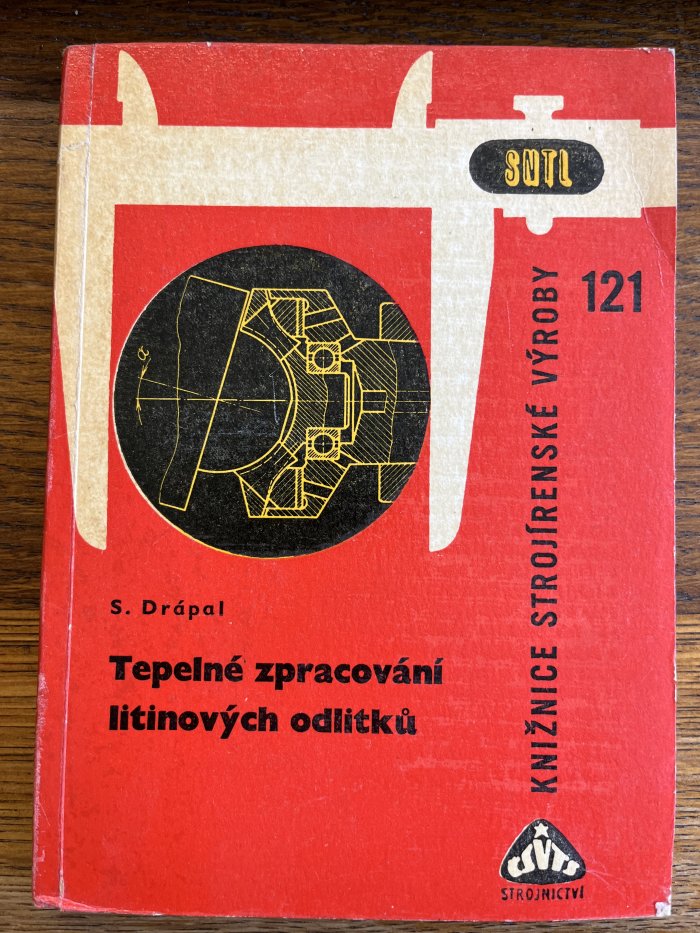 SNTL
121
KNIŽNICE STROJÍRENSKÉ VÝROBY
α
S. Drápal
Tepelné zpracování
litinových odlitků
ČSVTS
STROJNICTVÍ